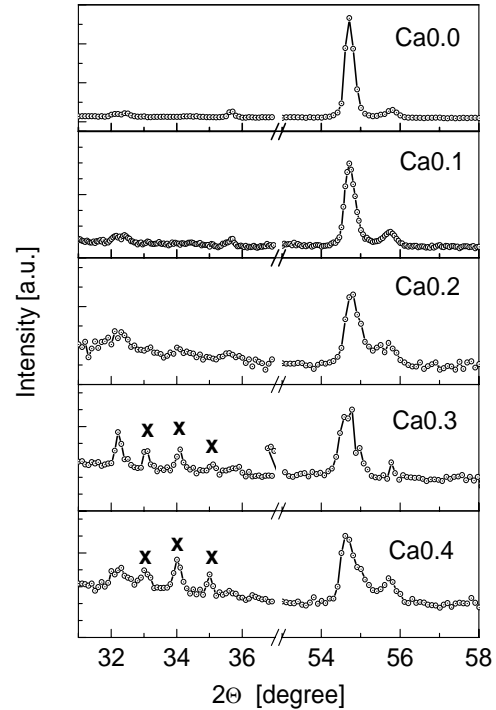 Ca0.0
Ca0.1
Ca0.2
Ca0.3
x x x
Ca0.4
x x x
Intensity [a.u.]
32 34 36 54 56 58
2Θ [degree]